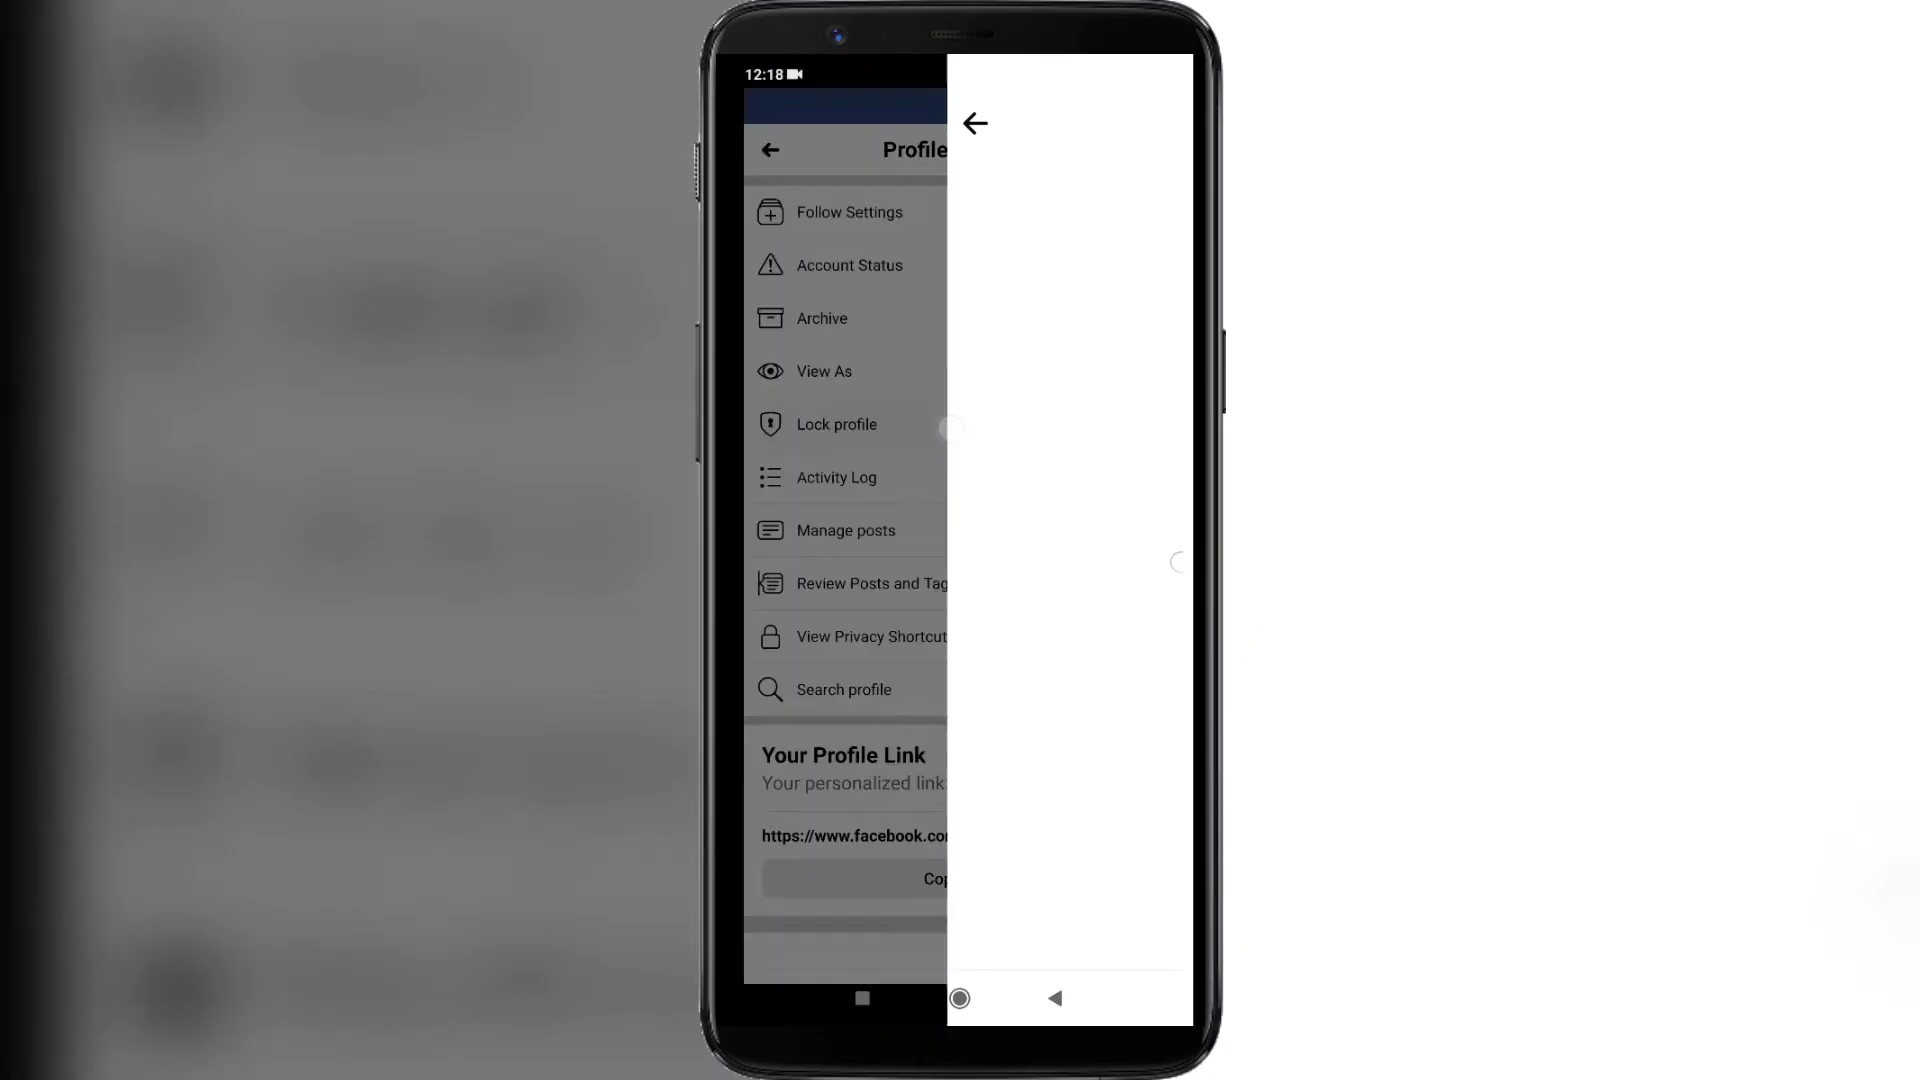 12:18
Profile
Follow Settings
Account Status
Archive
View As
Lock profile
Activity Log
Manage posts
Review Posts and Tag
View Privacy Shortcut
Search profile
Your Profile Link
Your personalized link
https://www.facebook.co
Cop